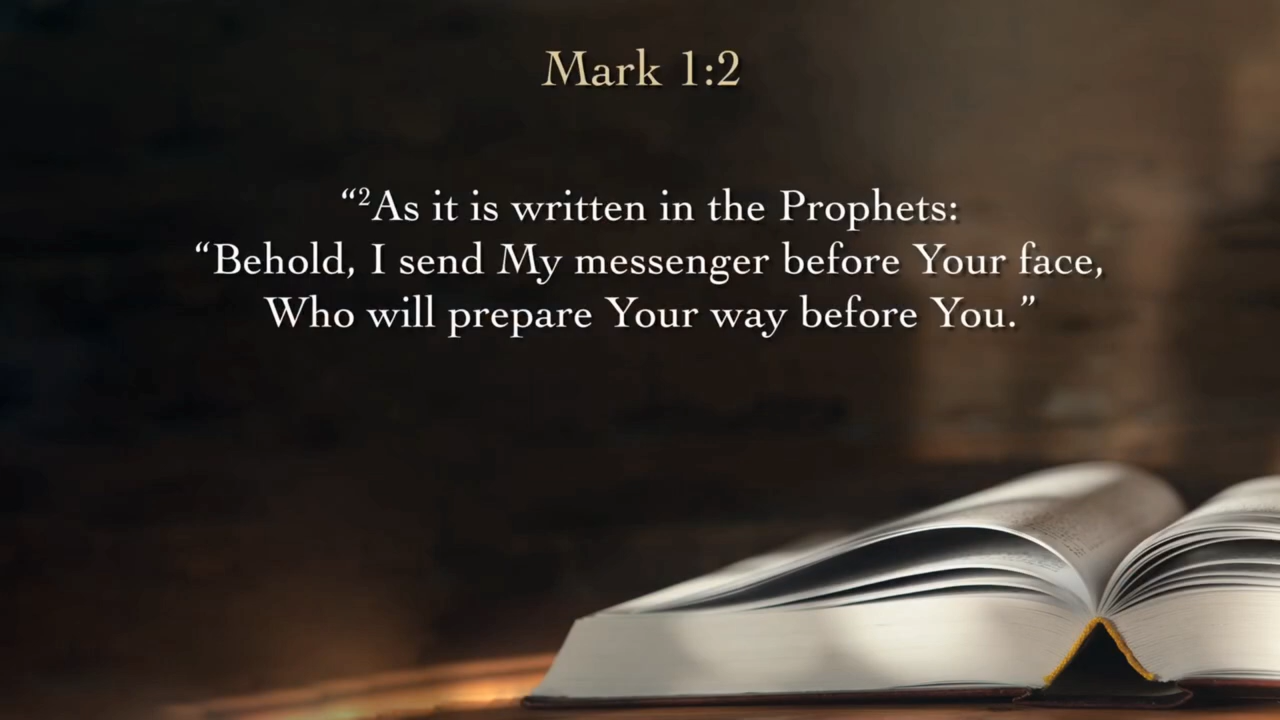 Mark 1:2
“²As it is written in the Prophets:
“Behold, I send My messenger before Your face,
Who will prepare Your way before You.”